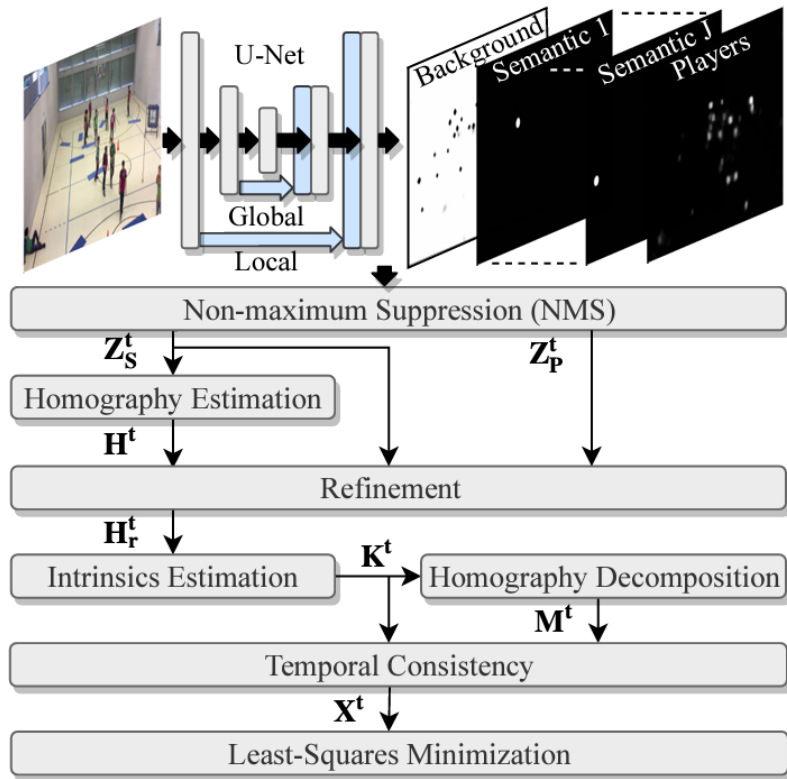 U-Net
Global
Local
Background
Semantic 1
Semantic J
Players
Non-maximum Suppression (NMS)
Z_S^t
Z_P^t
Homography Estimation
H^t
Refinement
H_r^t
Intrinsics Estimation
K^t
Homography Decomposition
M^t
Temporal Consistency
X^t
Least-Squares Minimization